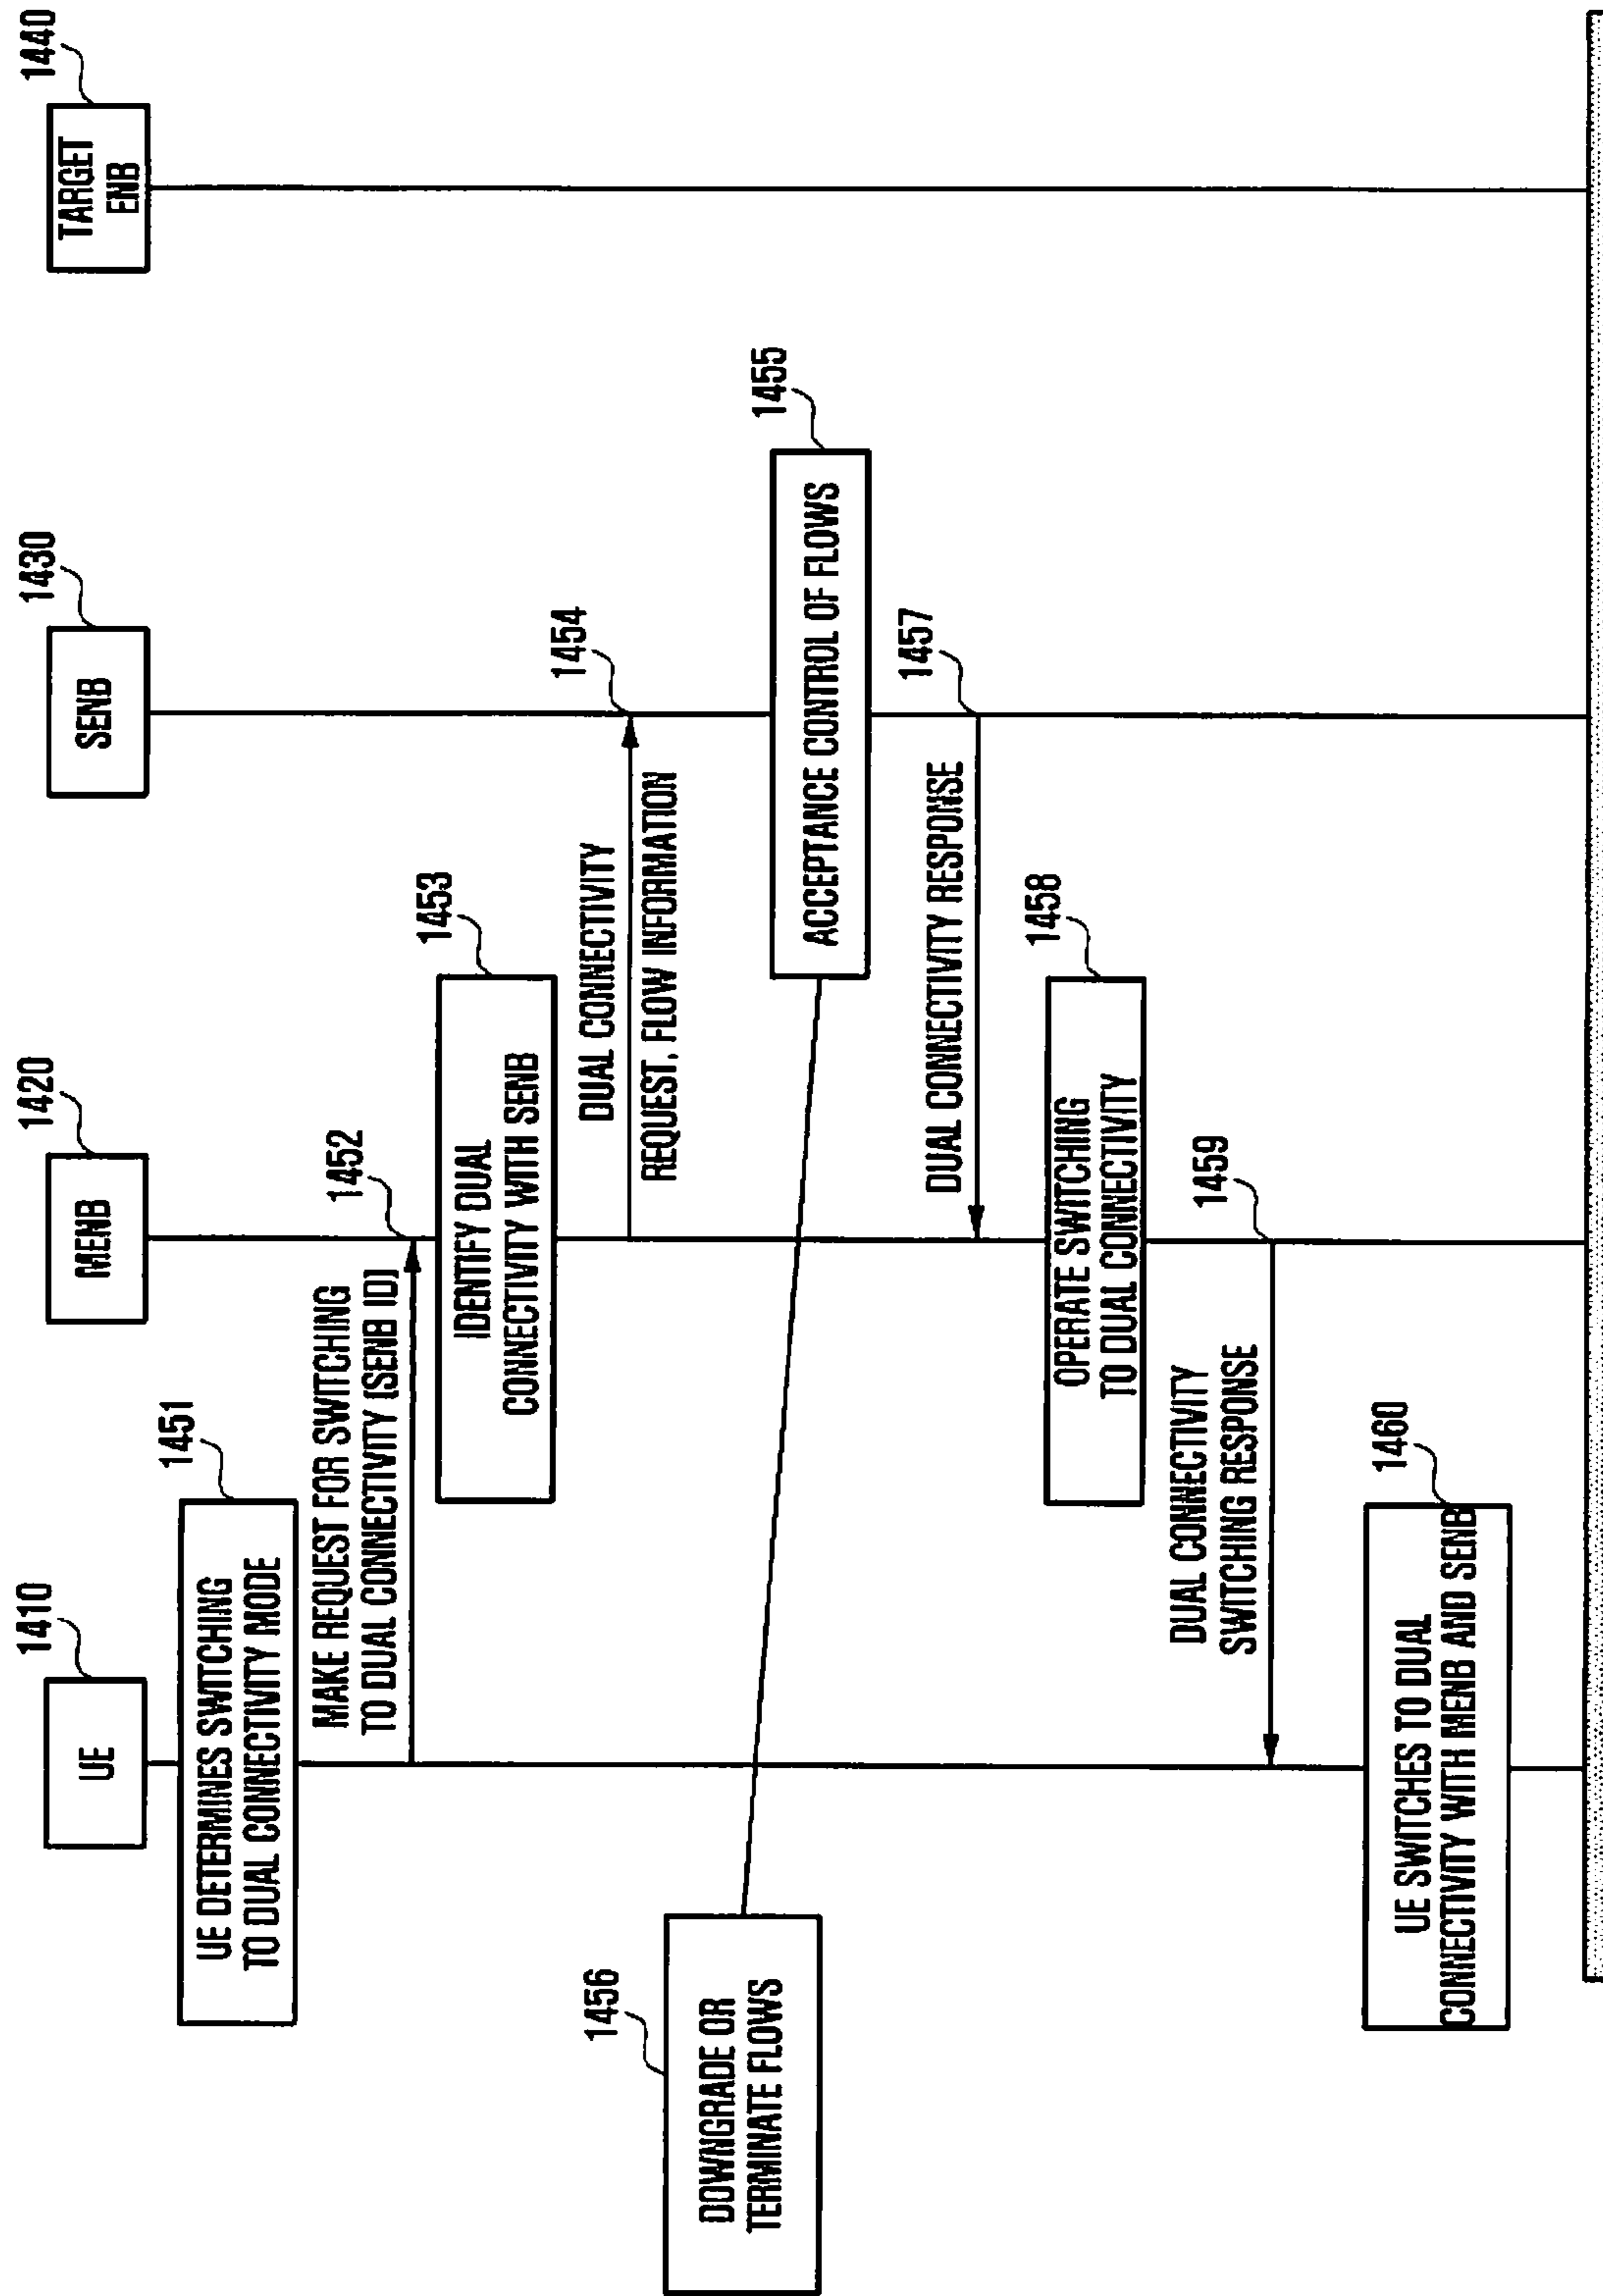 1410
UE
1420
MENB
1430
SENB
1440
TARGET
ENB
1451
UE DETERMINES SWITCHING
TO DUAL CONNECTIVITY MODE
MAKE REQUEST FOR SWITCHING
TO DUAL CONNECTIVITY (SENB ID)
1452
1453
IDENTIFY DUAL
CONNECTIVITY WITH SENB
DUAL CONNECTIVITY
REQUEST, FLOW INFORMATION
1454
1456
DOWNGRADE OR
TERMINATE FLOWS
1455
ACCEPTANCE CONTROL OF FLOWS
DUAL CONNECTIVITY RESPONSE
1457
1458
OPERATE SWITCHING
TO DUAL CONNECTIVITY
DUAL CONNECTIVITY
SWITCHING RESPONSE
1459
1460
UE SWITCHES TO DUAL
CONNECTIVITY WITH MENB AND SENB